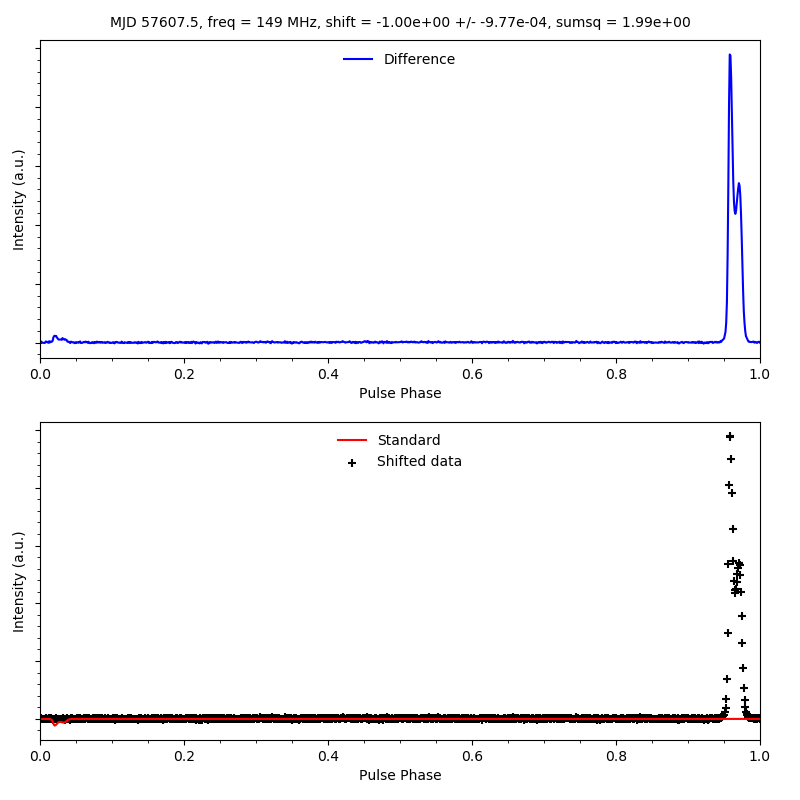 MJD 57607.5, freq = 149 MHz, shift = -1.00e+00 +/- -9.77e-04, sumsq = 1.99e+00
Difference
Intensity (a.u.)
0.0 0.2 0.4 0.6 0.8 1.0
Pulse Phase
Standard
Shifted data
Intensity (a.u.)
0.0 0.2 0.4 0.6 0.8 1.0
Pulse Phase